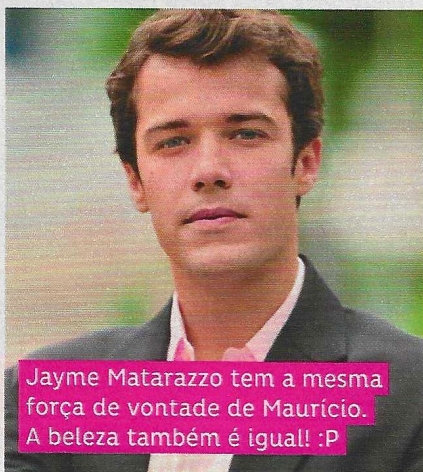 Jayme Matarazzo tem a mesma
força de vontade de Maurício.
A beleza também é igual! :P